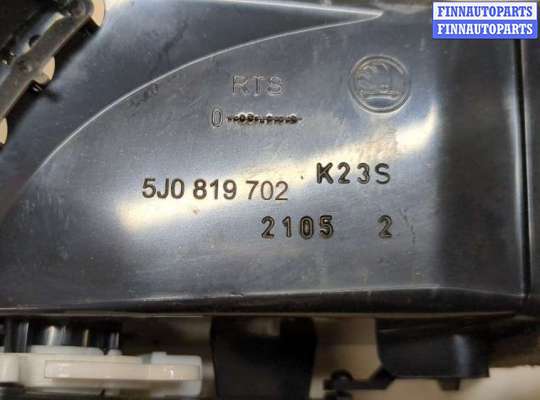 FINNAUTOPARTS
FINNAUTOPARTS
RTS
5J0 819 702 K23S
2105 2